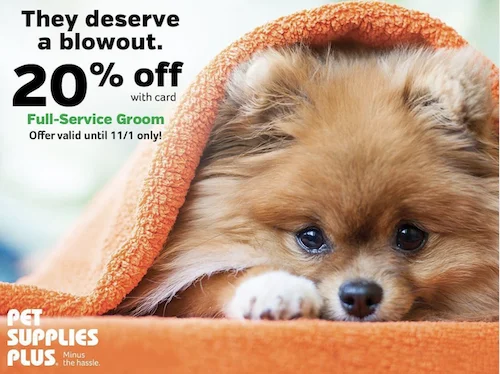 They deserve
a blowout.
20% off
with card
Full-Service Groom
Offer valid until 11/1 only!
PET
SUPPLIES
PLUS. Minus
the hassle.